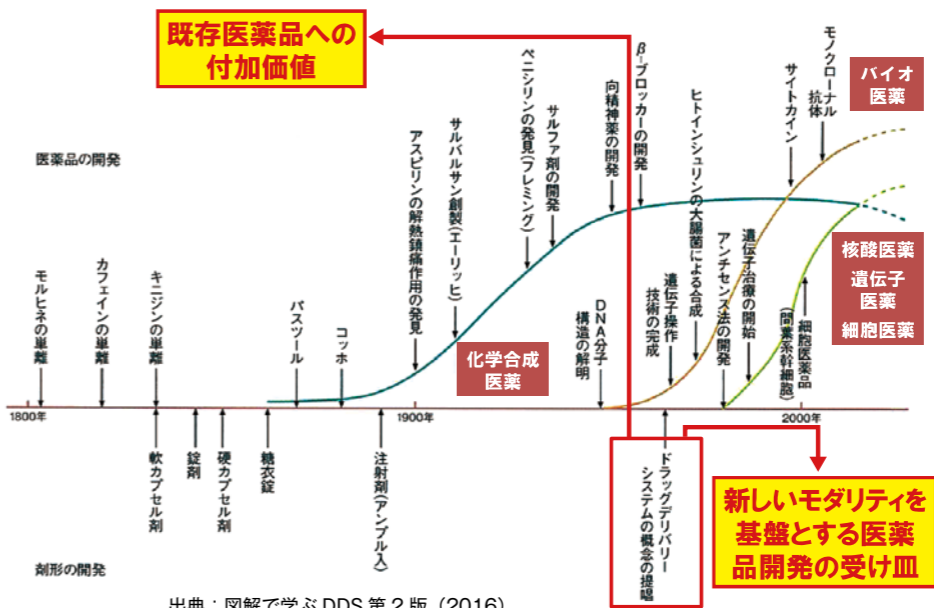 既存医薬品への
付加価値
医薬品の開発
モルヒネの単離
カフェインの単離
キニジンの単離
パスツール
コッホ
アスピリンの解熱鎮痛作用の発見
サルバルサン創製(エーリッヒ)
ペニシリンの発見(フレミング)
サルファ剤の開発
向精神薬の開発
β-ブロッカーの開発
ヒトインシュリンの大腸菌による合成
サイトカイン
モノクローナル
抗体
バイオ
医薬
DNA分子
構造の解明
遺伝子操作
技術の完成
アンチセンス法の開発
遺伝子治療の開始
細胞医薬品
(間葉系幹細胞)
核酸医薬
遺伝子
医薬
細胞医薬
化学合成
医薬
1800年
1900年
2000年
軟カプセル剤
錠剤
硬カプセル剤
糖衣錠
注射剤(アンプル入)
ドラッグデリバリー
システムの概念の提唱
新しいモダリティを
基盤とする医薬
品開発の受け皿
剤形の開発
出典：図解で学ぶDDS 第2版（2016）